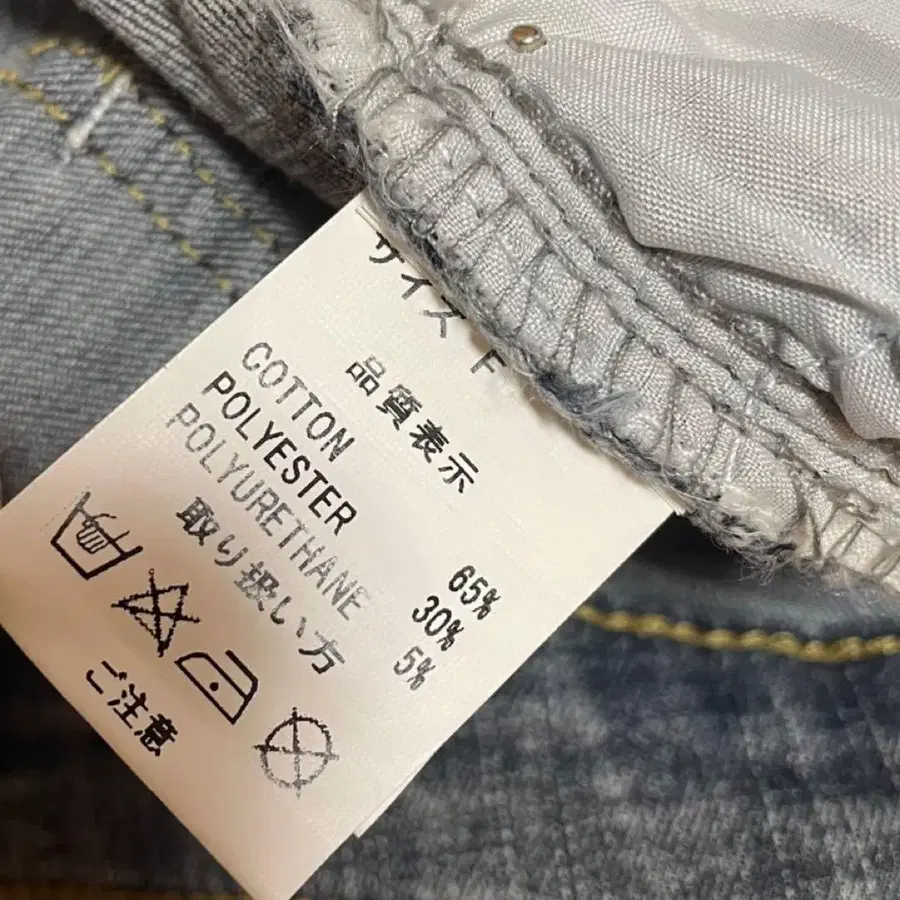 サイズ F
品質表示
COTTON 65%
POLYESTER 30%
POLYURETHANE 5%
取り扱い方
ご注意